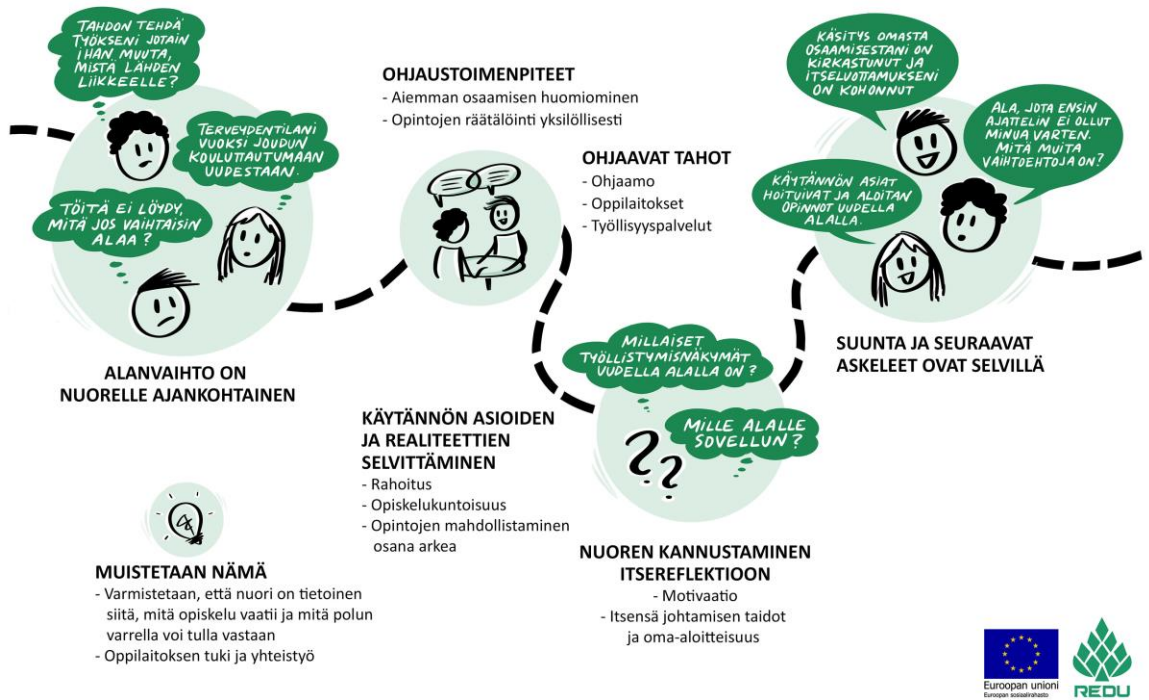 TAHDON TEHDÄ
TYÖKSENI JOTAIN
IHAN MUUTA,
MISTÄ LÄHDEN
LIIKKEELLE?
TERVEYDENTILANI
VUOKSI JOUDUN
KOULUTTAUTUMAAN
UUDESTAAN.
TÖITÄ EI LÖYDY,
MITÄ JOS VAIHTAISIN
ALAA?
ALANVAIHTO ON
NUORELLE AJANKOHTAINEN
OHJAUSTOIMENPITEET
- Aiemman osaamisen huomiominen
- Opintojen räätälöinti yksilöllisesti
OHJAAVAT TAHOT
- Ohjaamo
- Oppilaitokset
- Työllisyyspalvelut
KÄYTÄNNÖN ASIOIDEN
JA REALITEETTIEN
SELVITTÄMINEN
- Rahoitus
- Opiskelukuntoisuus
- Opintojen mahdollistaminen
osana arkea
MILLAISET
TYÖLLISTYMISNÄKYMÄT
UUDELLA ALALLA ON?
MILLE ALALLE
SOVELLUN?
??
NUOREN KANNUSTAMINEN
ITSEREFLEKTIOON
- Motivaatio
- Itsensä johtamisen taidot
ja oma-aloitteisuus
KÄSITYS OMASTA
OSAAMISESTANI ON
KIRKASTUNUT JA
ITSELUOTTAMUKSENI
ON KOHONNUT
ALA, JOTA ENSIN
AJATTELIN EI OLLUT
MINUA VARTEN.
MITÄ MUITA
VAIHTOEHTOJA ON?
KÄYTÄNNÖN ASIAT
HOITUIVAT JA ALOITAN
OPINNOT UUDELLA
ALALLA.
SUUNTA JA SEURAAVAT
ASKELEET OVAT SELVILLÄ
MUISTETAAN NÄMÄ
- Varmistetaan, että nuori on tietoinen
siitä, mitä opiskelu vaatii ja mitä polun
varrella voi tulla vastaan
- Oppilaitoksen tuki ja yhteistyö
Euroopan unioni
Euroopan sosiaalirahasto
REDU